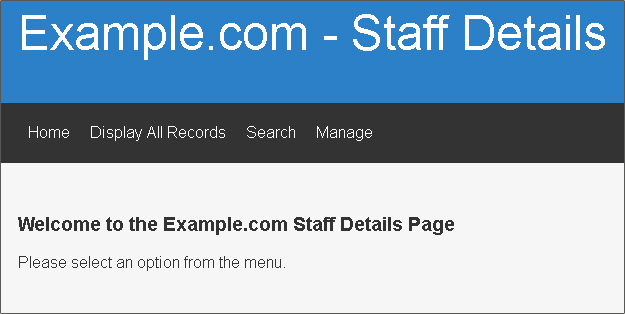 Example.com - Staff Details
Home Display All Records Search Manage
Welcome to the Example.com Staff Details Page
Please select an option from the menu.